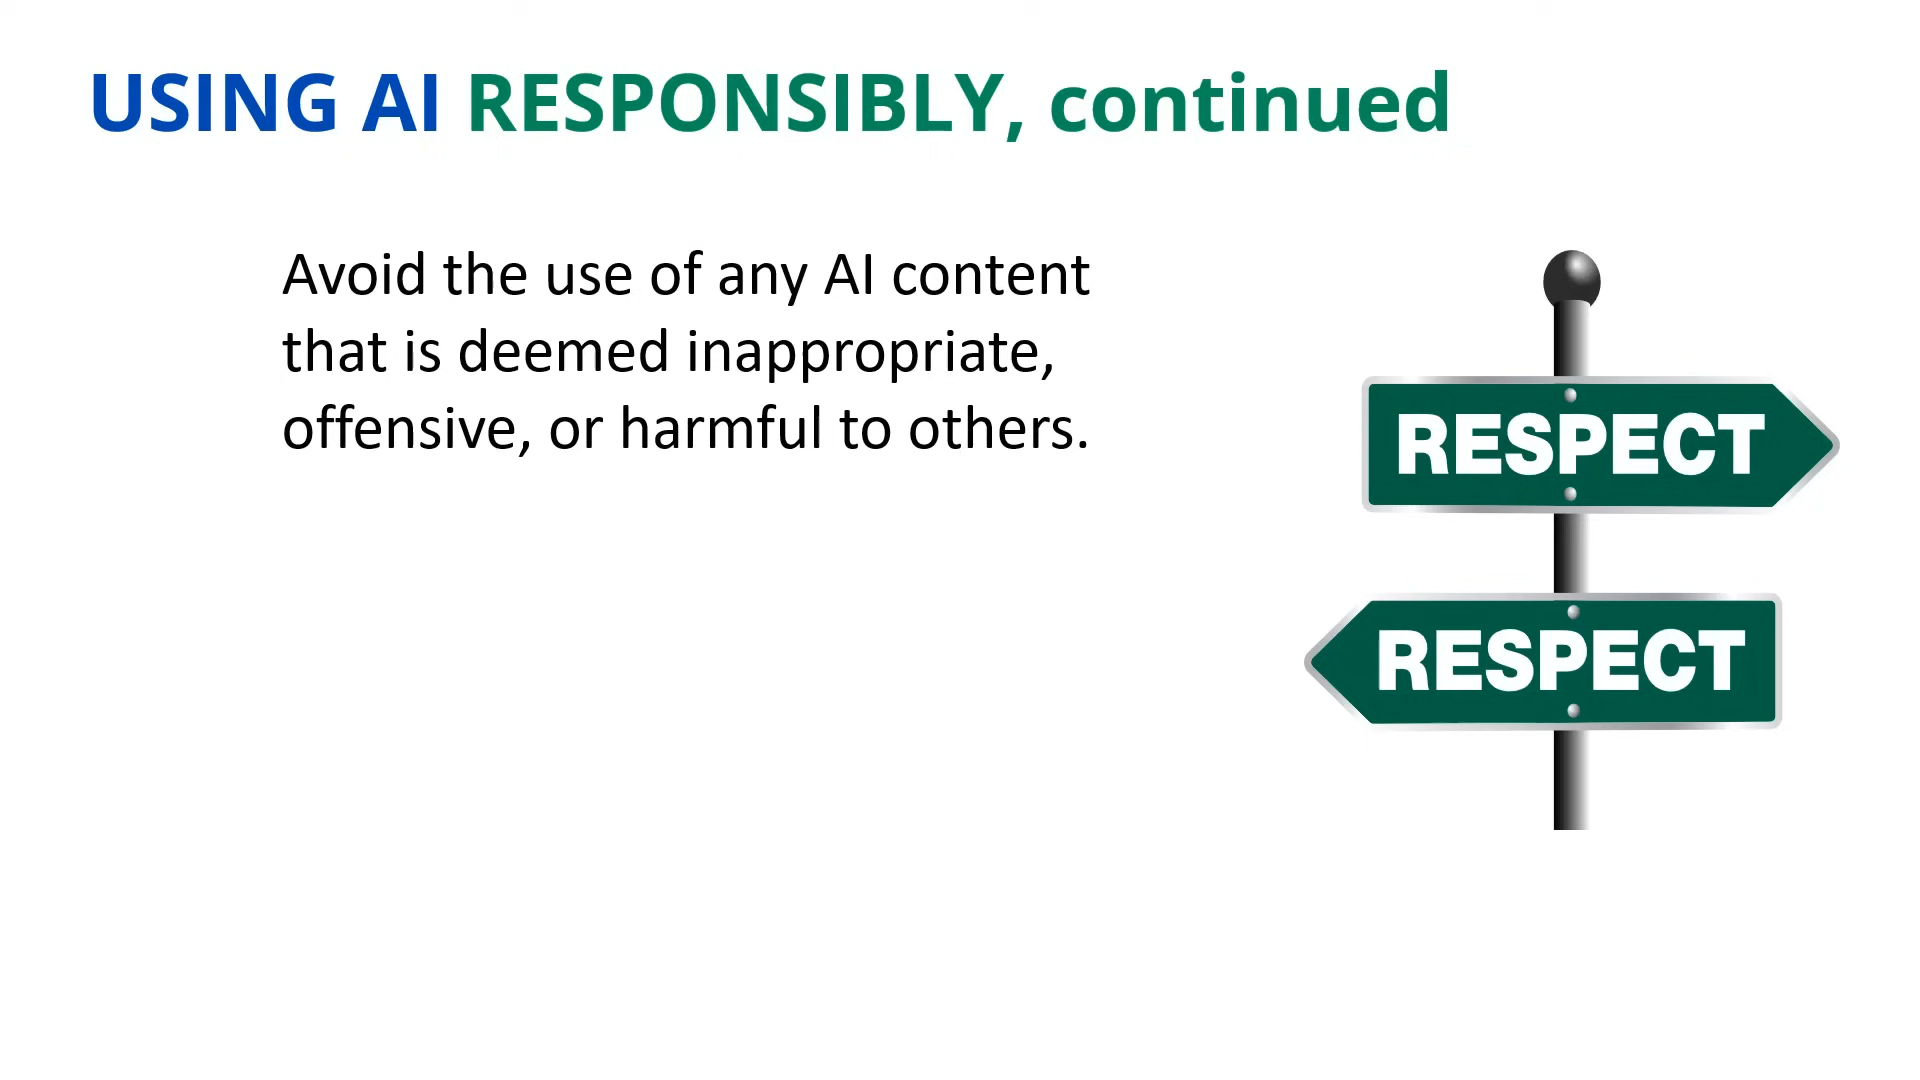 USING AI RESPONSIBLY, continued
Avoid the use of any AI content
that is deemed inappropriate,
offensive, or harmful to others.
RESPECT
RESPECT